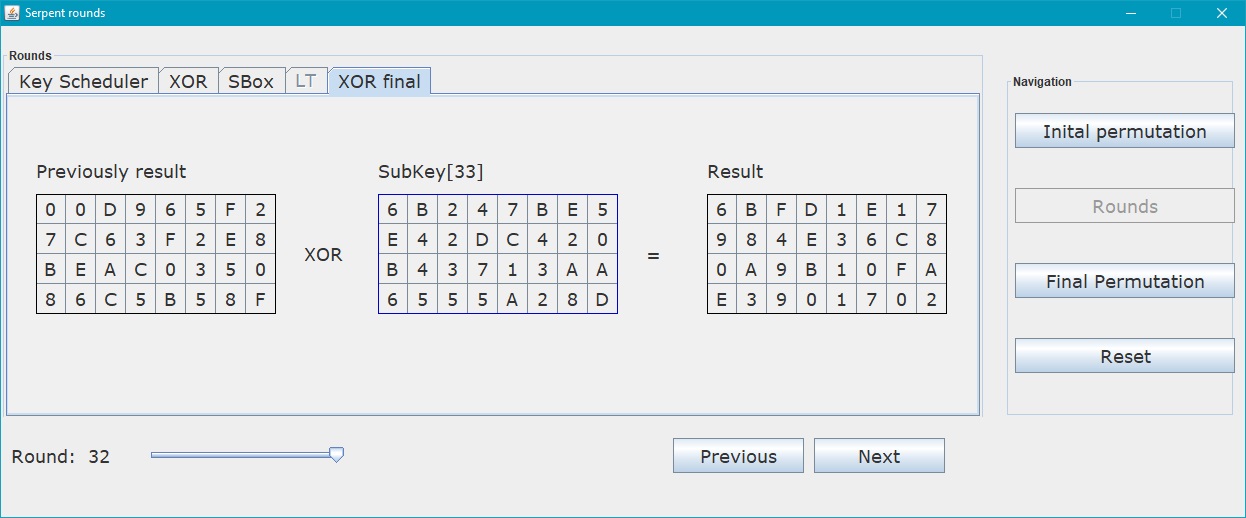 Serpent rounds
Rounds
Key Scheduler XOR SBox LT XOR final
Navigation
Inital permutation
Previously result SubKey[33] Result
0 0 D 9 6 5 F 2 6 B 2 4 7 B E 5 6 B F D 1 E 1 7
Rounds
7 C 6 3 F 2 E 8 E 4 2 D C 4 2 0 9 8 4 E 3 6 C 8
XOR =
B E A C 0 3 5 0 B 4 3 7 1 3 A A 0 A 9 B 1 0 F A
Final Permutation
8 6 C 5 B 5 8 F 6 5 5 5 A 2 8 D E 3 9 0 1 7 0 2
Reset
Round: 32 Previous Next